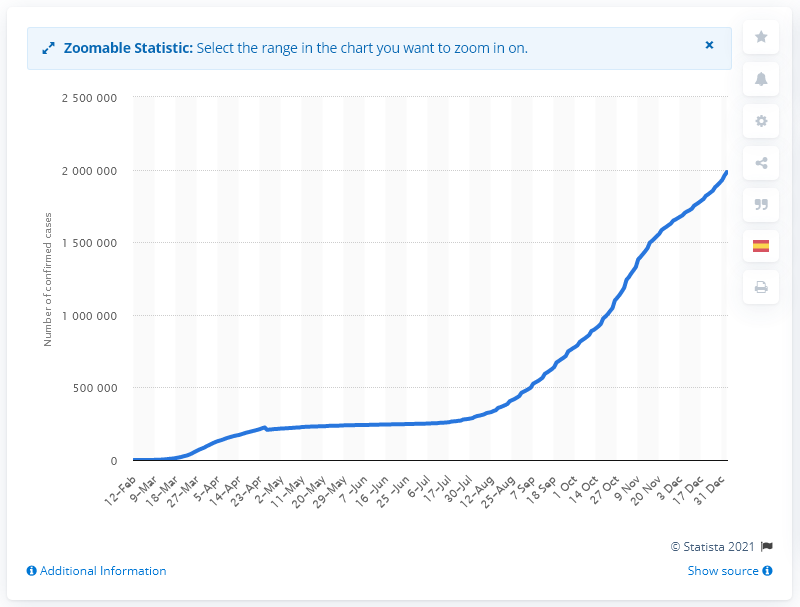 Zoomable Statistic: Select the range in the chart you want to zoom in on. ×
2 500 000
2 000 000
1 500 000
1 000 000
500 000
0
Number of confirmed cases
12-Feb
9-Mar
18-Mar
27-Mar
5-Apr
14-Apr
23-Apr
2-May
11-May
20-May
29-May
7 -Jun
16 -Jun
25 -Jun
6-Jul
17-Jul
30-Jul
12-Aug
25-Aug
7 Sep
18 Sep
1 Oct
14 Oct
27 Oct
9 Nov
20 Nov
3 Dec
17 Dec
31 Dec
© Statista 2021
Additional Information
Show source